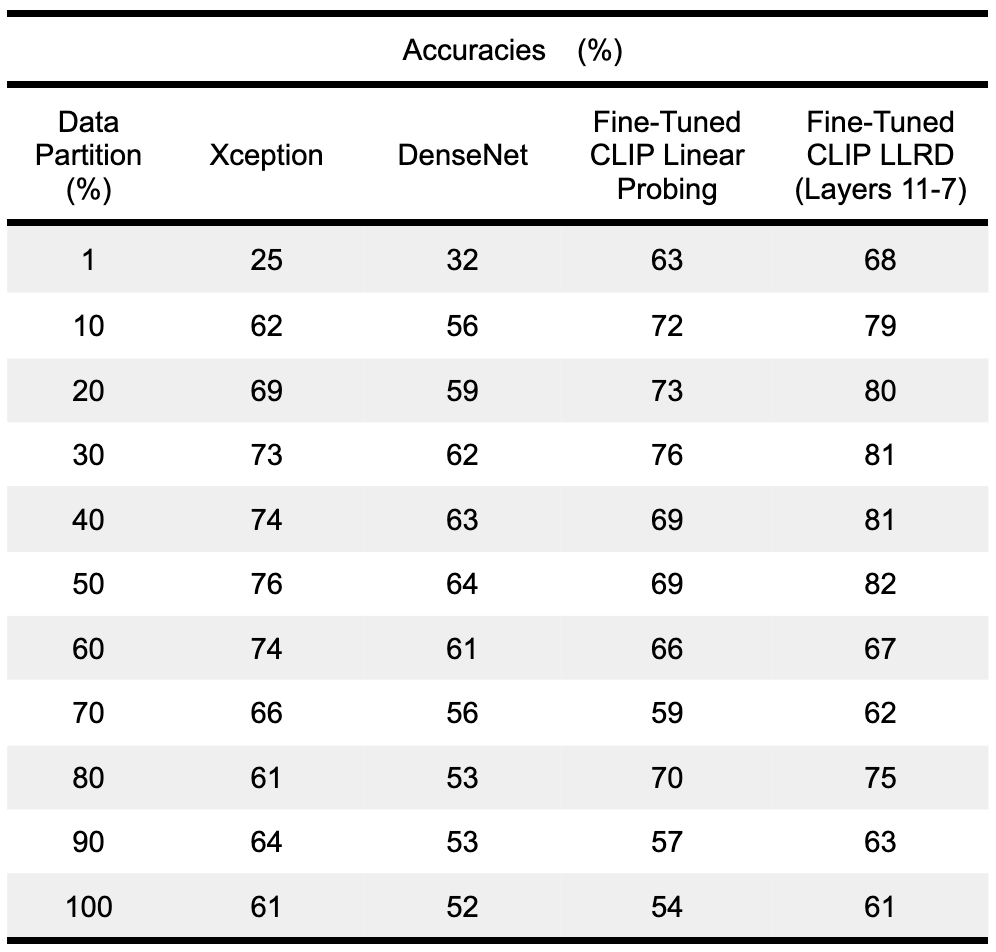 Accuracies (%)
Data Partition (%) Xception DenseNet Fine-Tuned CLIP Linear Probing Fine-Tuned CLIP LLRD (Layers 11-7)
1 25 32 63 68
10 62 56 72 79
20 69 59 73 80
30 73 62 76 81
40 74 63 69 81
50 76 64 69 82
60 74 61 66 67
70 66 56 59 62
80 61 53 70 75
90 64 53 57 63
100 61 52 54 61